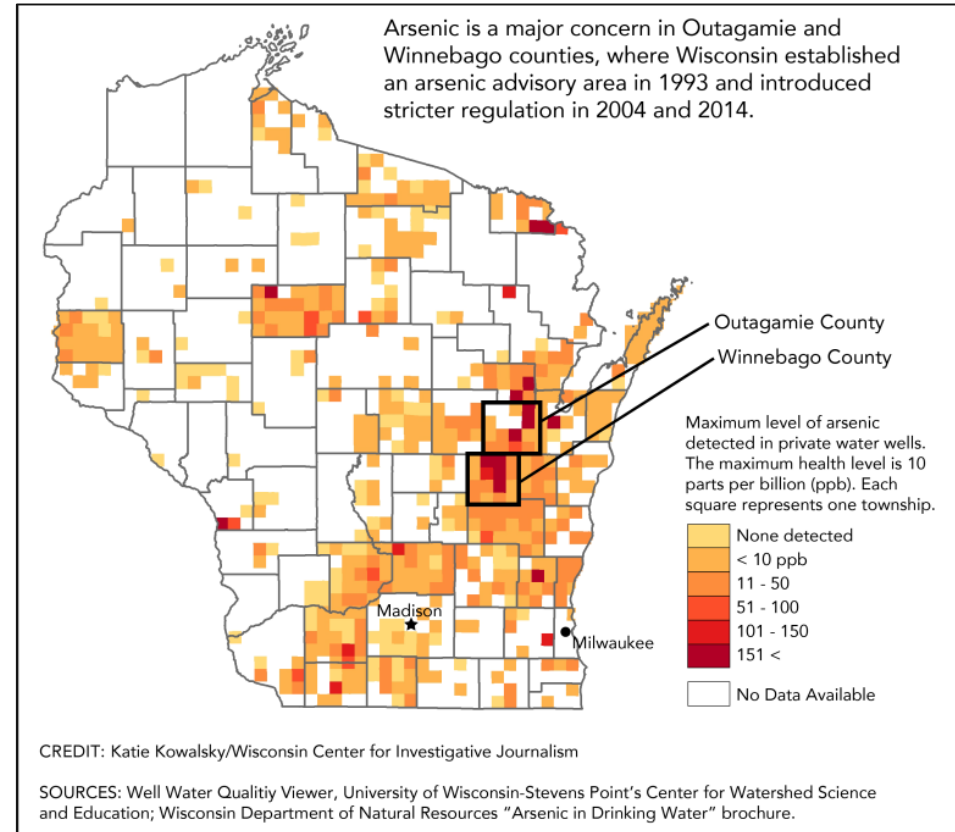 Arsenic is a major concern in Outagamie and
Winnebago counties, where Wisconsin established
an arsenic advisory area in 1993 and introduced
stricter regulation in 2004 and 2014.
Outagamie County
Winnebago County
Maximum level of arsenic
detected in private water wells.
The maximum health level is 10
parts per billion (ppb). Each
square represents one township.
None detected
< 10 ppb
11 - 50
51 - 100
101 - 150
151 <
No Data Available
Madison
Milwaukee
CREDIT: Katie Kowalsky/Wisconsin Center for Investigative Journalism
SOURCES: Well Water Qualitiy Viewer, University of Wisconsin-Stevens Point's Center for Watershed Science
and Education; Wisconsin Department of Natural Resources "Arsenic in Drinking Water" brochure.